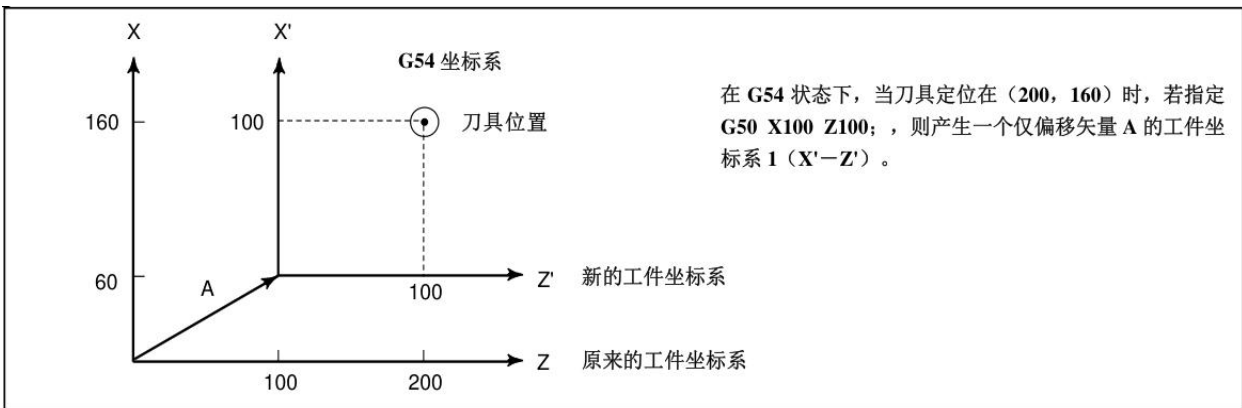 X
X'
G54 坐标系
160
100
刀具位置
在 G54 状态下，当刀具定位在（200，160）时，若指定
G50 X100 Z100；，则产生一个仅偏移矢量 A 的工件坐
标系 1（X'－Z'）。
60
A
Z'
新的工件坐标系
100
Z
原来的工件坐标系
100
200